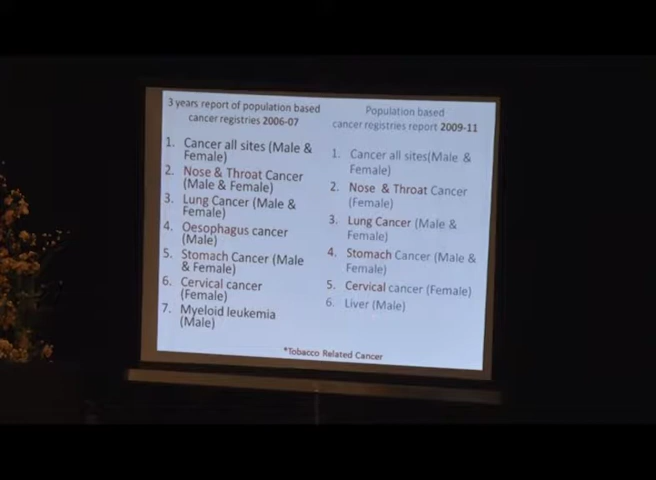 3 years report of population based
cancer registries 2006-07
1. Cancer all sites (Male &
Female)
2. Nose & Throat Cancer
(Male & Female)
3. Lung Cancer (Male &
Female)
4. Oesophagus cancer
(Male)
5. Stomach Cancer (Male
& Female)
6. Cervical cancer
(Female)
7. Myeloid leukemia
(Male)
Population based
cancer registries report 2009-11
1. Cancer all sites(Male &
Female)
2. Nose & Throat Cancer
(Female)
3. Lung Cancer (Male &
Female)
4. Stomach Cancer (Male &
Female)
5. Cervical cancer (Female)
6. Liver (Male)
*Tobacco Related Cancer